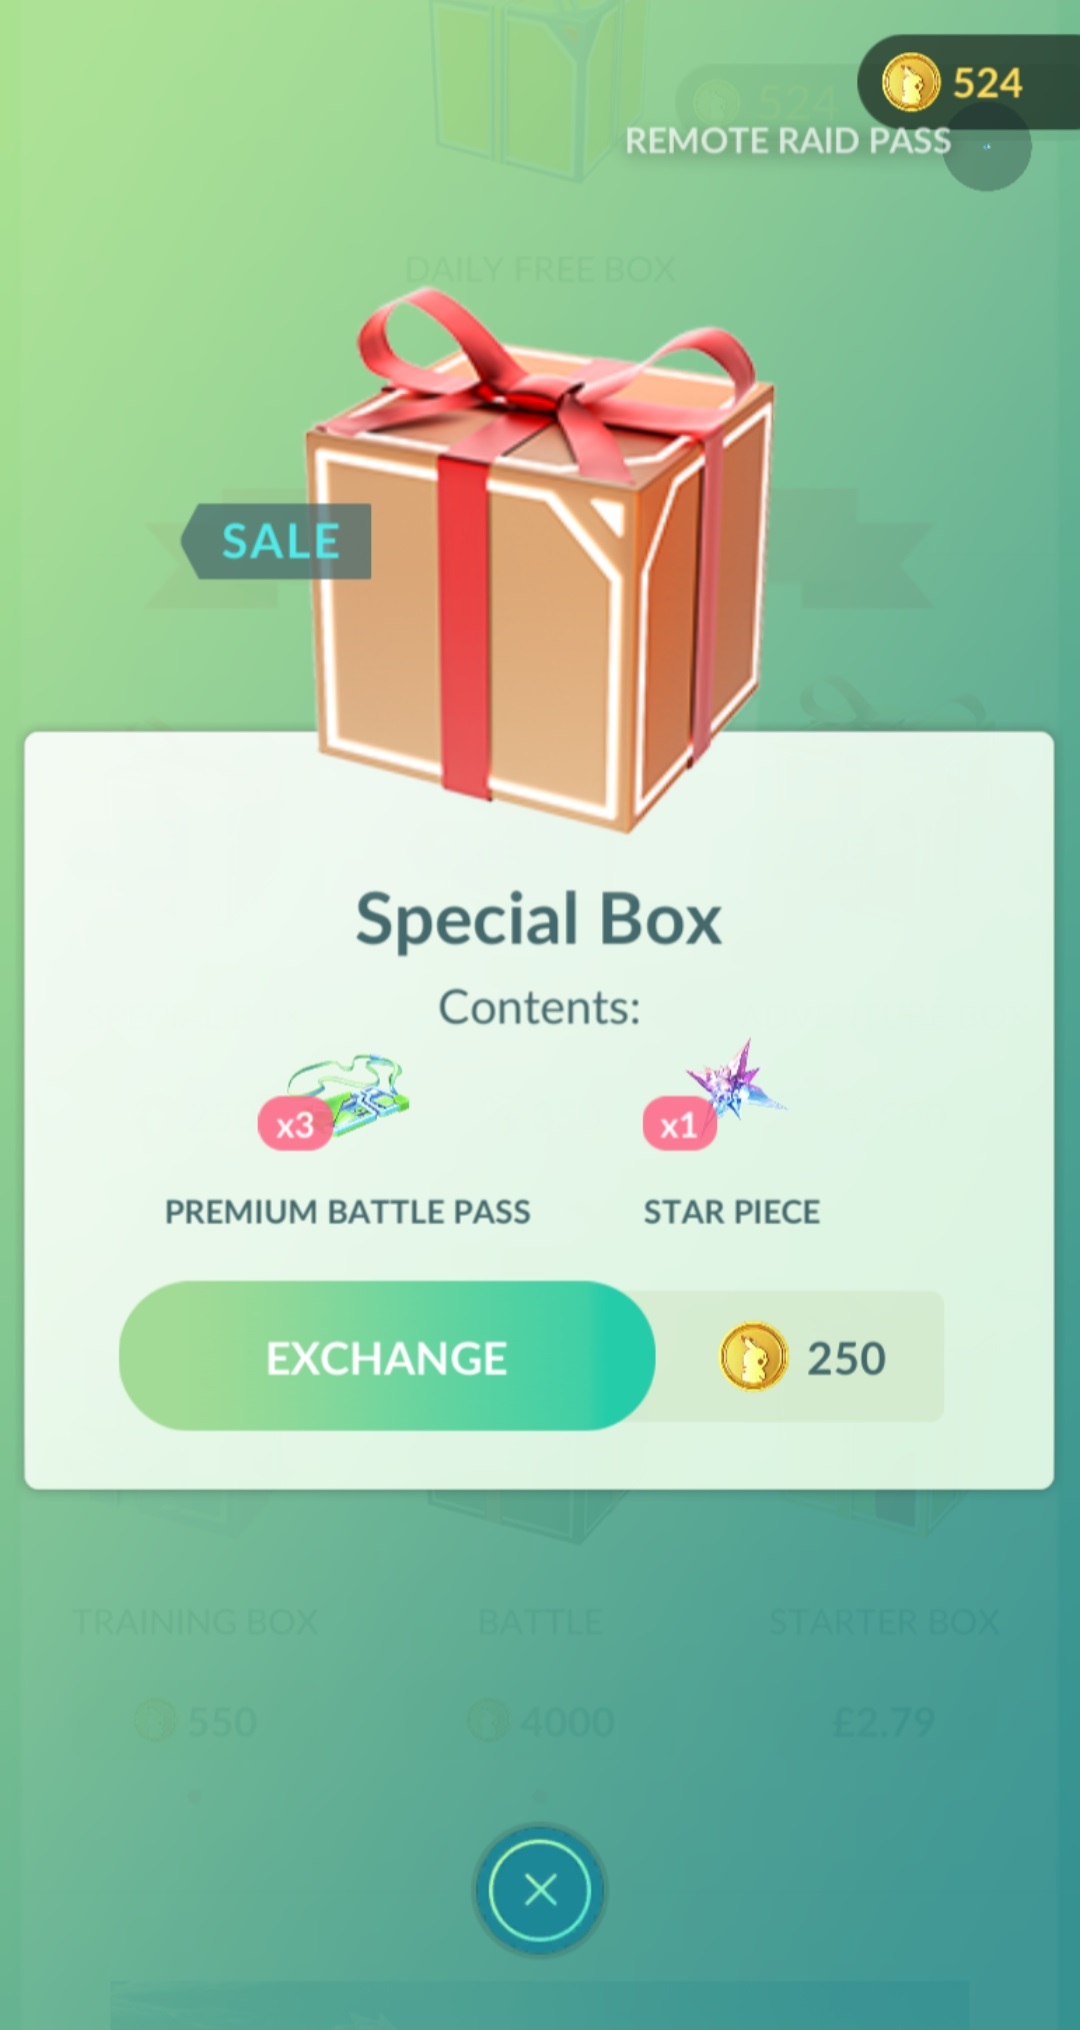 524
524
REMOTE RAID PASS
DAILY FREE BOX
SALE
Special Box
Contents:
x3
x1
PREMIUM BATTLE PASS
STAR PIECE
EXCHANGE
250
TRAINING BOX
BATTLE
STARTER BOX
550
4000
£2.79